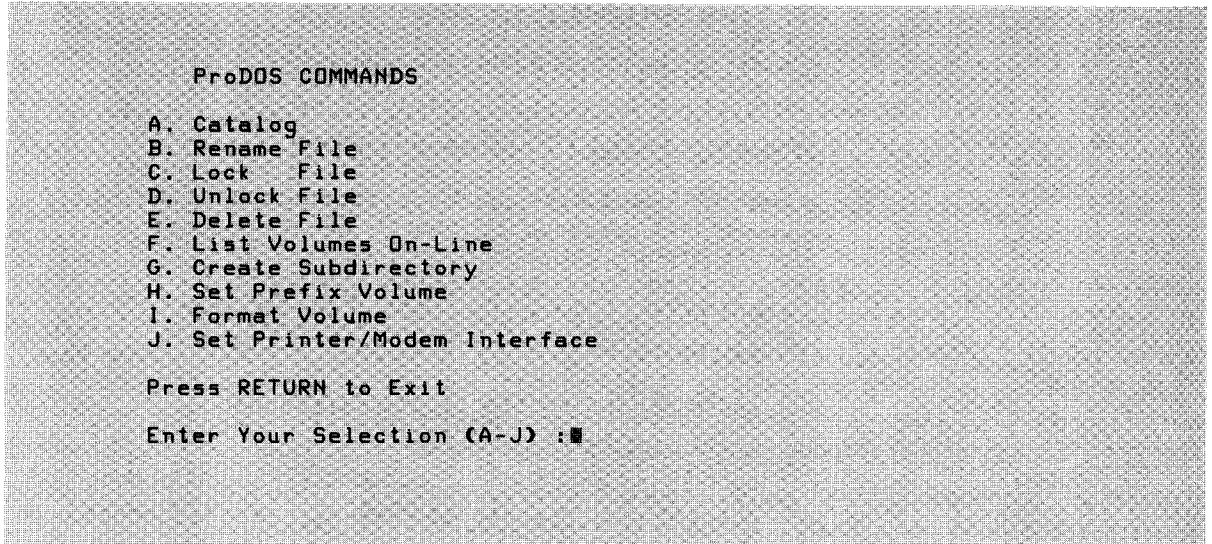 ProDOS COMMANDS
A. Catalog
B. Rename File
C. Lock   File
D. Unlock File
E. Delete File
F. List Volumes On-Line
G. Create Subdirectory
H. Set Prefix Volume
I. Format Volume
J. Set Printer/Modem Interface
Press RETURN to Exit
Enter Your Selection (A-J) :